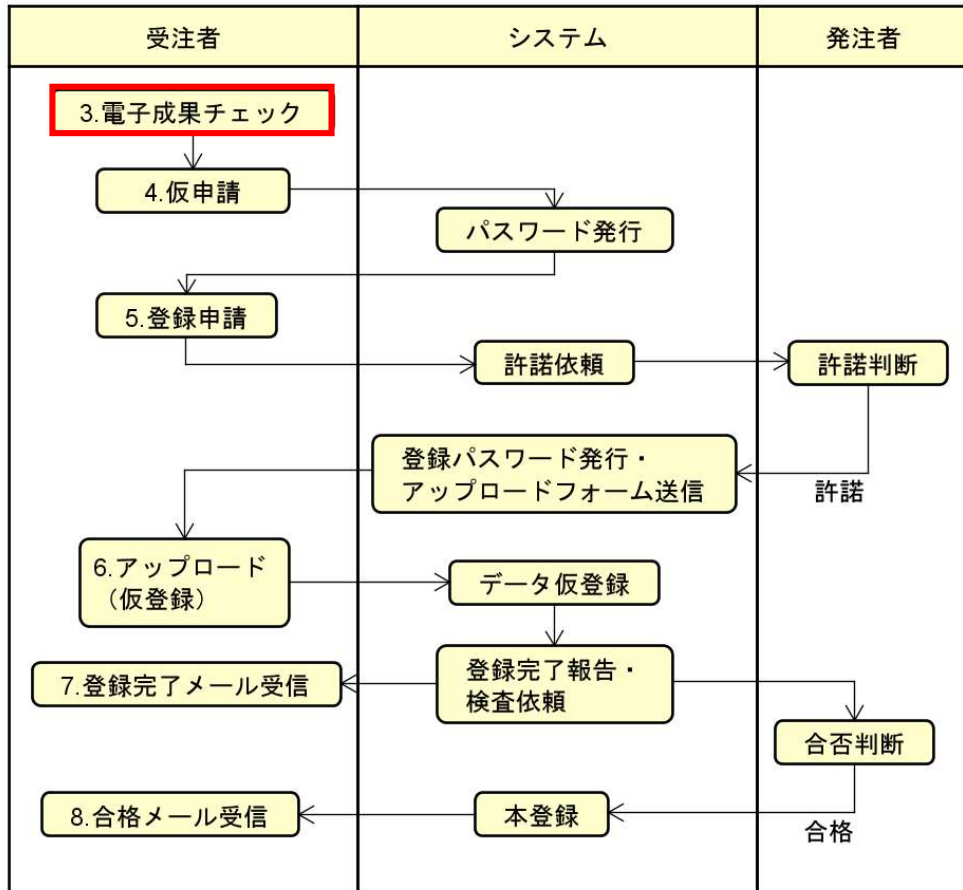 受注者
システム
発注者
3.電子成果チェック
4.仮申請
パスワード発行
5.登録申請
許諾依頼
許諾判断
登録パスワード発行・
アップロードフォーム送信
許諾
6.アップロード
（仮登録）
データ仮登録
登録完了報告・
検査依頼
7.登録完了メール受信
合否判断
8.合格メール受信
本登録
合格